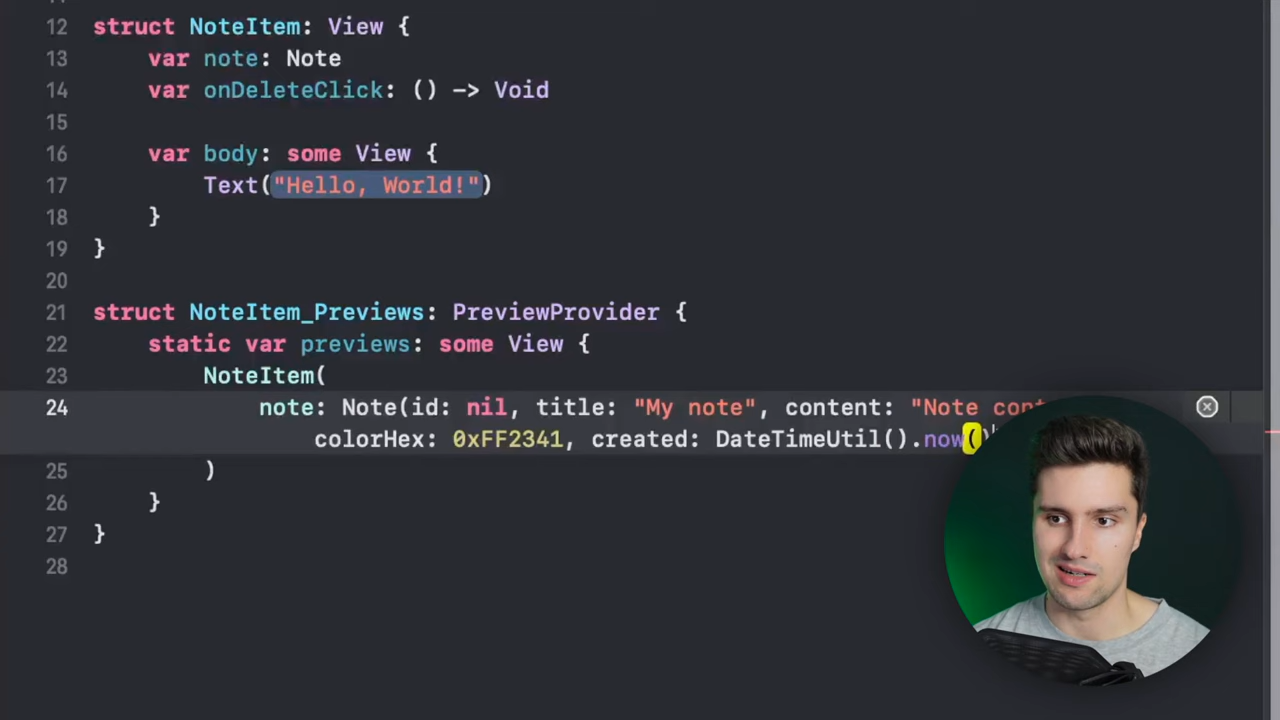 12 struct NoteItem: View {
13 var note: Note
14 var onDeleteClick: () -> Void
15
16 var body: some View {
17 Text("Hello, World!")
18 }
19 }
20
21 struct NoteItem_Previews: PreviewProvider {
22 static var previews: some View {
23 NoteItem(
24 note: Note(id: nil, title: "My note", content: "Note
colorHex: 0xFF2341, created: DateTimeUtil().now()
25 )
26 }
27 }
28